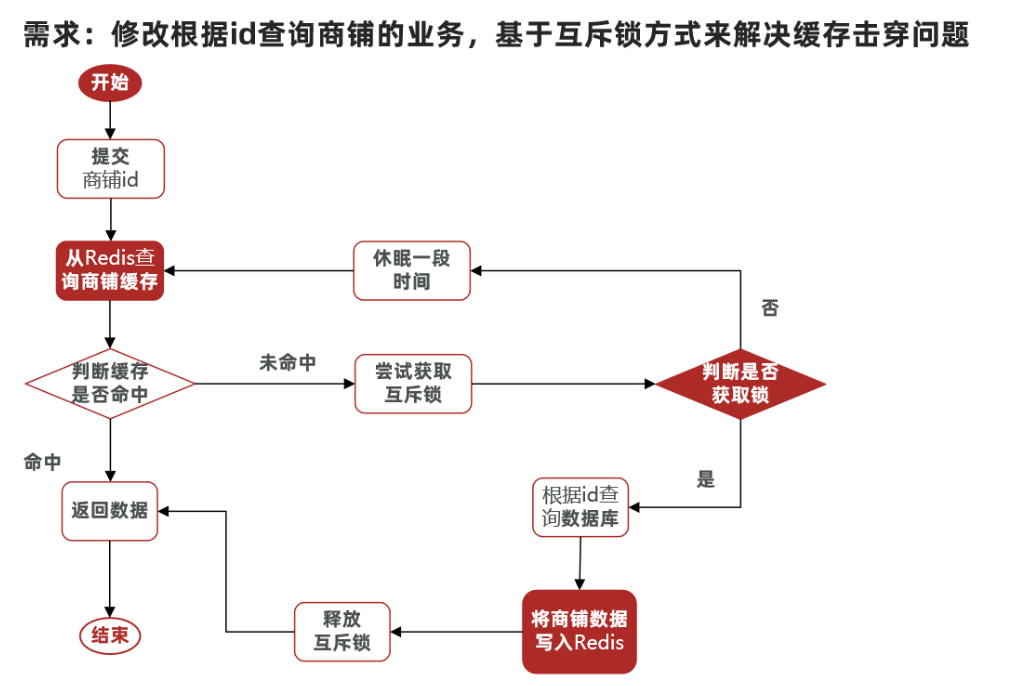 需求：修改根据id查询商铺的业务，基于互斥锁方式来解决缓存击穿问题
开始
提交
商铺id
从Redis查
询商铺缓存
休眠一段
时间
否
判断缓存
是否命中
未命中
尝试获取
互斥锁
判断是否
获取锁
命中
是
返回数据
根据id查
询数据库
将商铺数据
写入Redis
释放
互斥锁
结束